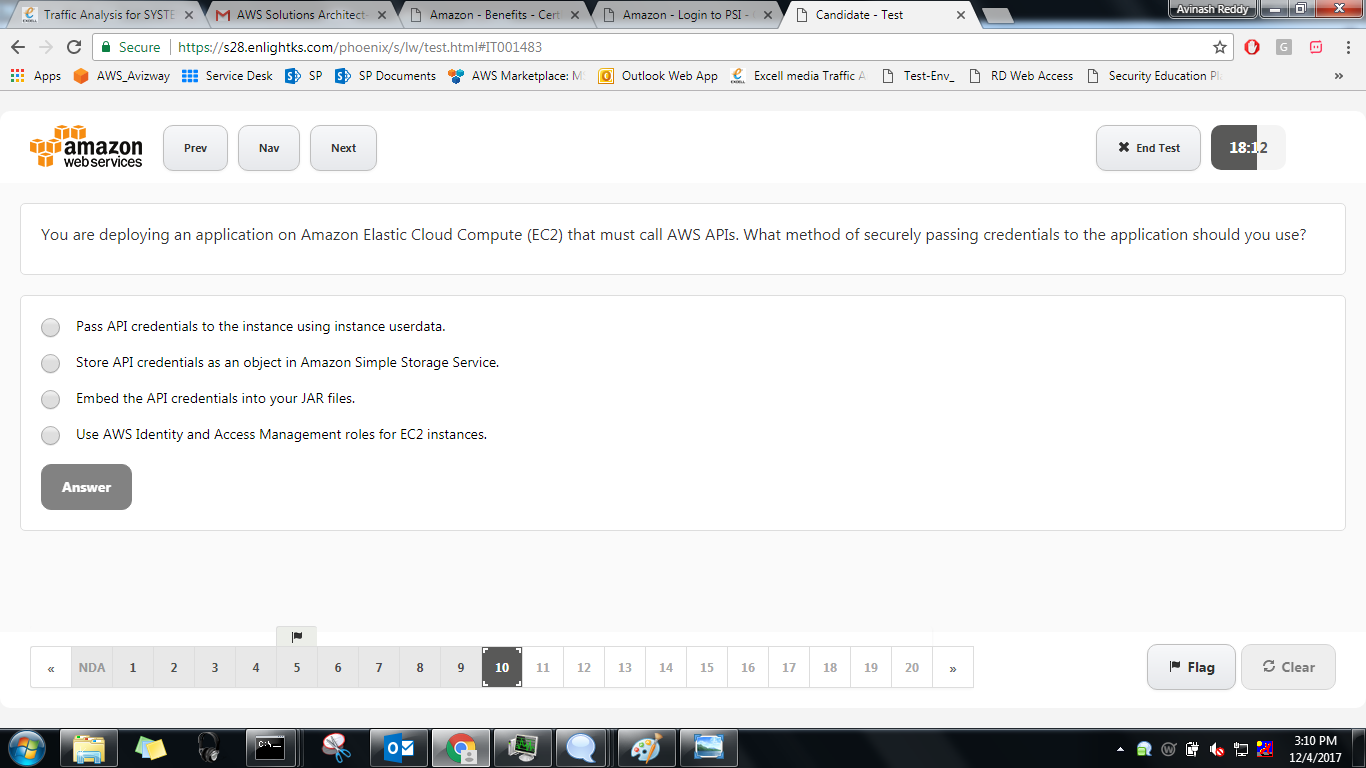 Traffic Analysis for SYSTE
AWS Solutions Architect-
Amazon - Benefits - Cert
Amazon - Login to PSI -
Candidate - Test
Avinash Reddy
Secure
https://s28.enlightks.com/phoenix/s/lw/test.html#IT001483
Apps
AWS_Avizway
Service Desk
SP
SP Documents
AWS Marketplace: M
Outlook Web App
Excell media Traffic A
Test-Env_
RD Web Access
Security Education Pl
»
amazon
webservices
Prev
Nav
Next
End Test
18:12
You are deploying an application on Amazon Elastic Cloud Compute (EC2) that must call AWS APIs. What method of securely passing credentials to the application should you use?
Pass API credentials to the instance using instance userdata.
Store API credentials as an object in Amazon Simple Storage Service.
Embed the API credentials into your JAR files.
Use AWS Identity and Access Management roles for EC2 instances.
Answer
« NDA 1 2 3 4 5 6 7 8 9 10 11 12 13 14 15 16 17 18 19 20 »
Flag
Clear
3:10 PM
12/4/2017